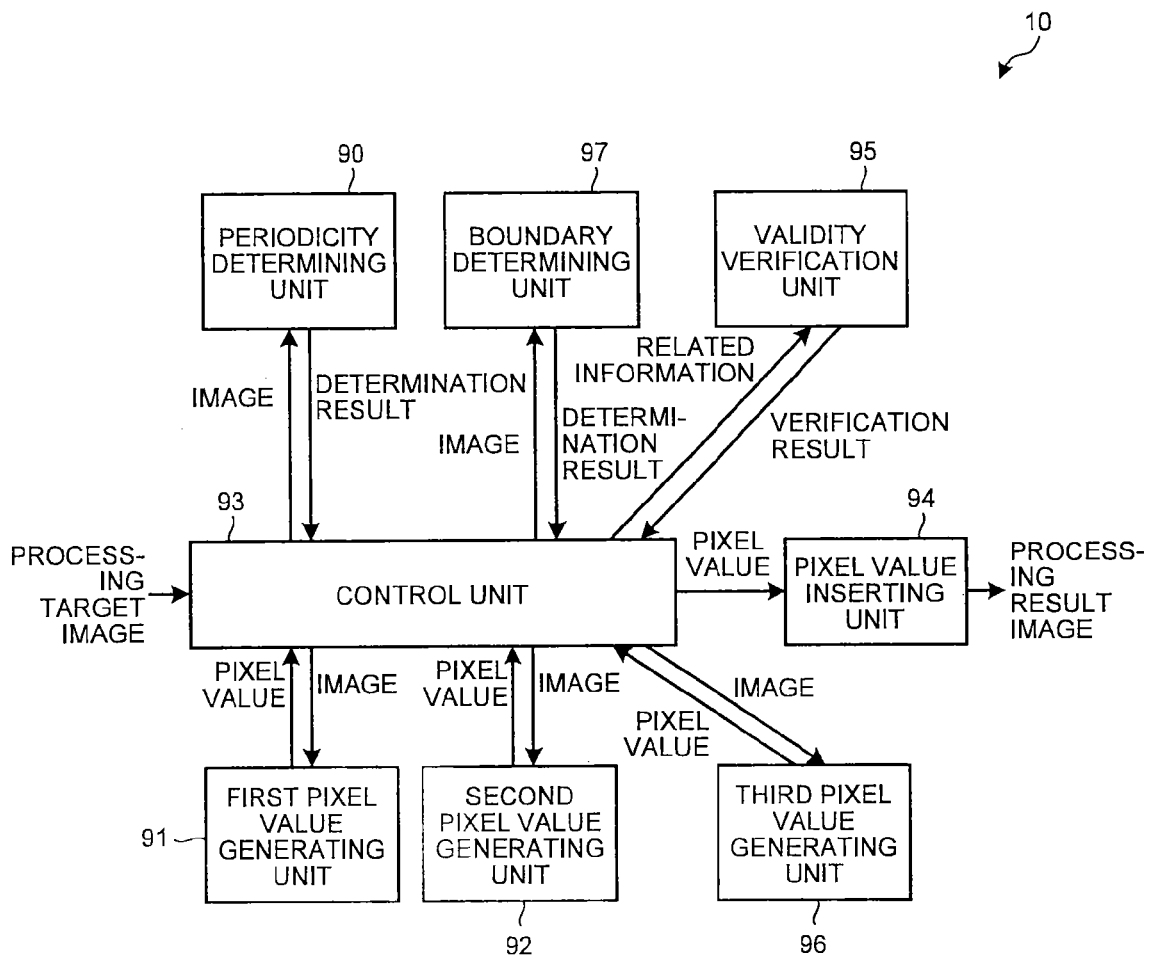 10
90
97
95
PERIODICITY
DETERMINING
UNIT
BOUNDARY
DETERMINING
UNIT
VALIDITY
VERIFICATION
UNIT
IMAGE
DETERMINATION
RESULT
IMAGE
DETERMI-
NATION
RESULT
RELATED
INFORMATION
VERIFICATION
RESULT
93
94
PROCESS-
ING
TARGET
IMAGE
CONTROL UNIT
PIXEL
VALUE
PIXEL VALUE
INSERTING
UNIT
PROCESS-
ING
RESULT
IMAGE
PIXEL
VALUE
IMAGE
PIXEL
VALUE
IMAGE
PIXEL
VALUE
IMAGE
91
FIRST PIXEL
VALUE
GENERATING
UNIT
SECOND
PIXEL VALUE
GENERATING
UNIT
THIRD PIXEL
VALUE
GENERATING
UNIT
92
96